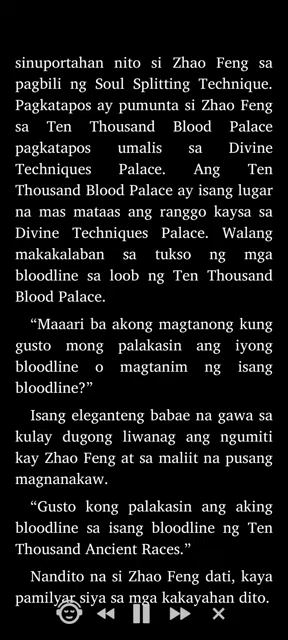 sinuportahan nito si Zhao Feng sa
pagbili ng Soul Splitting Technique.
Pagkatapos ay pumunta si Zhao Feng
sa Ten Thousand Blood Palace
pagkatapos umalis sa Divine
Techniques Palace. Ang Ten
Thousand Blood Palace ay isang lugar
na mas mataas ang ranggo kaysa sa
Divine Techniques Palace. Walang
makakalaban sa tukso ng mga
bloodline sa loob ng Ten Thousand
Blood Palace.
“Maaari ba akong magtanong kung
gusto mong palakasin ang iyong
bloodline o magtanim ng isang
bloodline?”
Isang eleganteng babae na gawa sa
kulay dugong liwanag ang ngumiti
kay Zhao Feng at sa maliit na pusang
magnanakaw.
“Gusto kong palakasin ang aking
bloodline sa isang bloodline ng Ten
Thousand Ancient Races.”
Nandito na si Zhao Feng dati, kaya
pamilyar siya sa mga kakayahan dito.